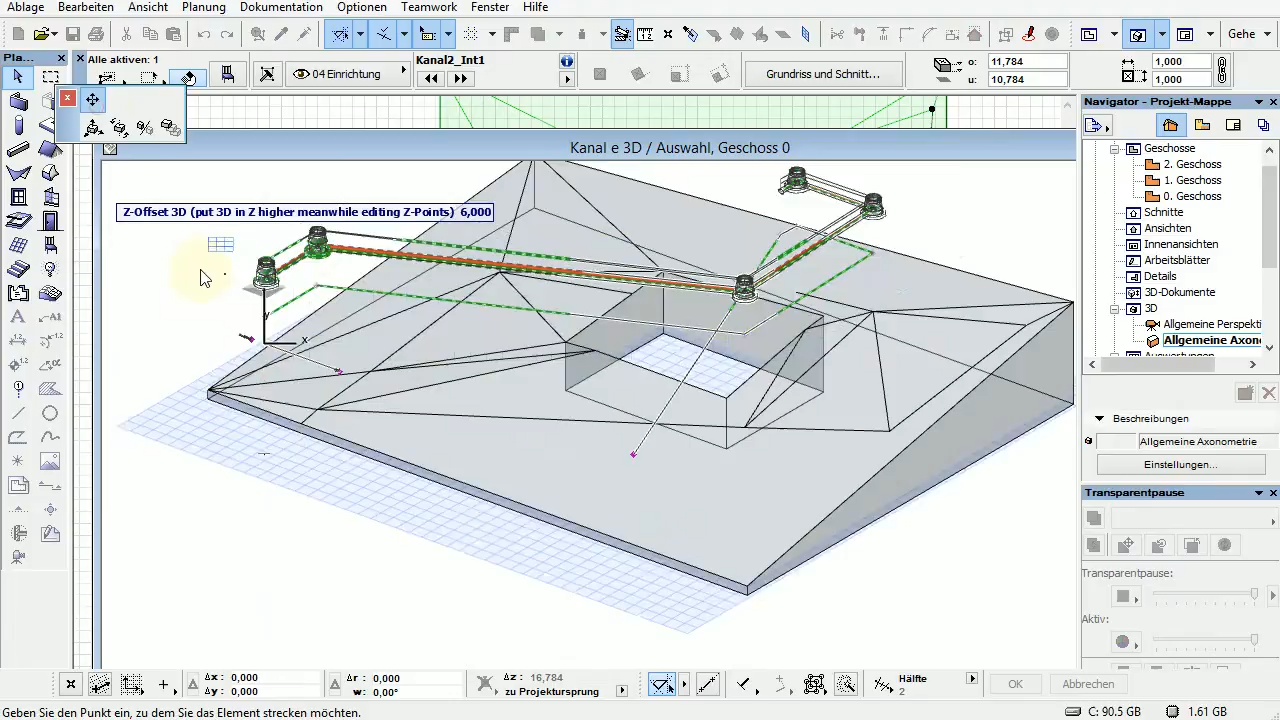 Ablage Bearbeiten Ansicht Planung Dokumentation Optionen Teamwork Fenster Hilfe
Gehe
Pla...
Alle aktiven: 1
04 Einrichtung
Kanal2_Int1
Grundriss und Schnitt...
o: 11,784
u: 10,784
1,000
1,000
Navigator - Projekt-Mappe
Kanal e 3D / Auswahl, Geschoss 0
Geschosse
2. Geschoss
1. Geschoss
0. Geschoss
Schnitte
Ansichten
Innenansichten
Arbeitsblätter
Details
3D-Dokumente
3D
Allgemeine Perspekti
Allgemeine Axono
Auswertungen
Z-Offset 3D (put 3D in Z higher meanwhile editing Z-Points) 6,000
y
x
A1
1.2
A
Beschreibungen
Allgemeine Axonometrie
Einstellungen...
Transparentpause
Transparentpause:
Aktiv:
Δx: 0,000
Δy: 0,000
Δr: 0,000
w: 0,00°
Δz: 16,784
zu Projektursprung
Hälfte
2
OK
Abbrechen
Geben Sie den Punkt ein, zu dem Sie das Element strecken möchten.
C: 90.5 GB
1.61 GB